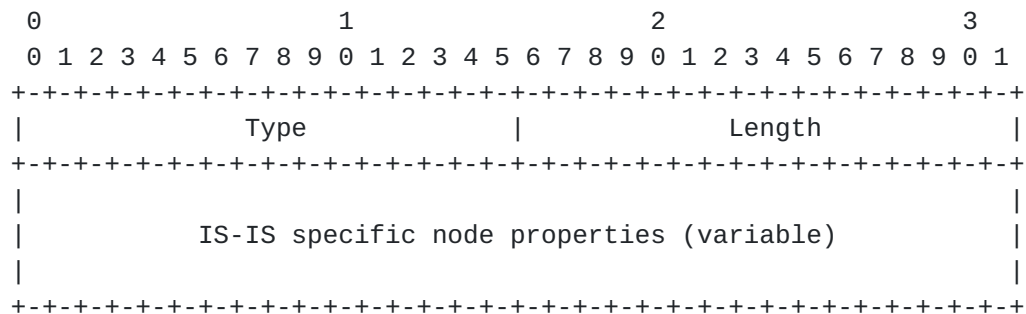 0                   1                   2                   3
 0 1 2 3 4 5 6 7 8 9 0 1 2 3 4 5 6 7 8 9 0 1 2 3 4 5 6 7 8 9 0 1
+-+-+-+-+-+-+-+-+-+-+-+-+-+-+-+-+-+-+-+-+-+-+-+-+-+-+-+-+-+-+-+-+
|              Type             |             Length            |
+-+-+-+-+-+-+-+-+-+-+-+-+-+-+-+-+-+-+-+-+-+-+-+-+-+-+-+-+-+-+-+-+
|                                                               |
|           IS-IS specific node properties (variable)           |
|                                                               |
+-+-+-+-+-+-+-+-+-+-+-+-+-+-+-+-+-+-+-+-+-+-+-+-+-+-+-+-+-+-+-+-+